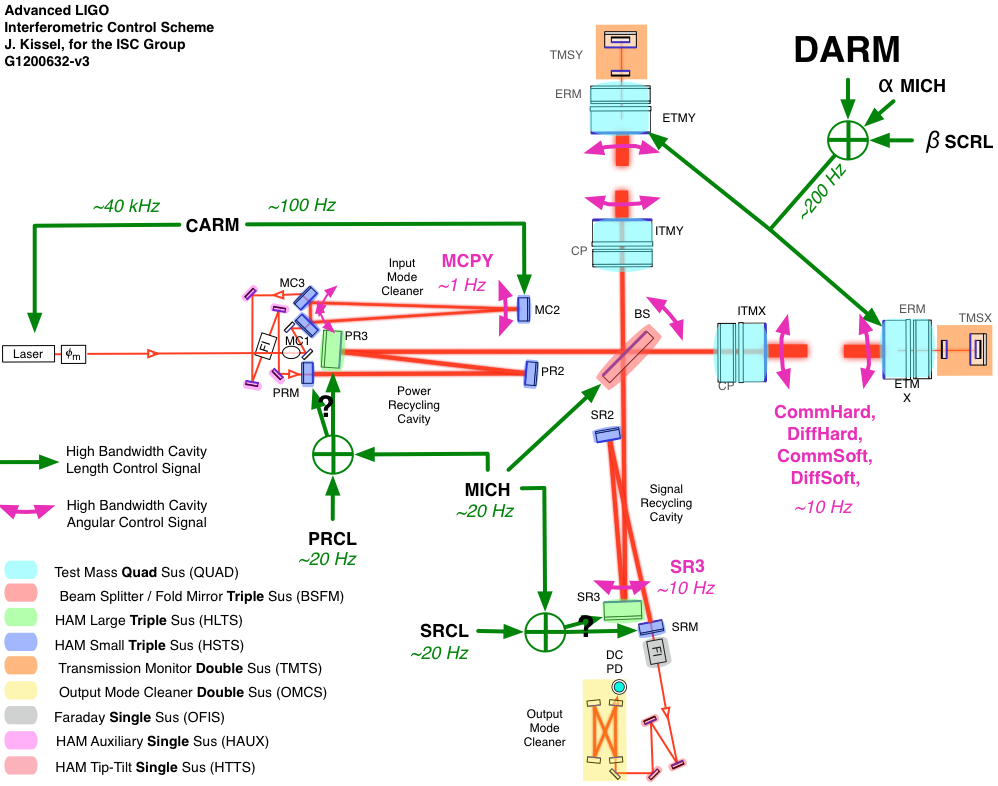 Advanced LIGO
Interferometric Control Scheme
J. Kissel, for the ISC Group
G1200632-v3
DARM
α MICH
β SCRL
~200 Hz
TMSY
ERM
ETMY
ITMY
CP
~40 kHz
CARM
~100 Hz
Input
Mode
Cleaner
MCPY
~1 Hz
MC3
MC2
MC1
FI
PR3
Laser
ϕm
PRM
PR2
Power
Recycling
Cavity
BS
ITMX
CP
ERM
TMSX
ETM
X
CommHard,
DiffHard,
CommSoft,
DiffSoft,
~10 Hz
?
High Bandwidth Cavity
Length Control Signal
High Bandwidth Cavity
Angular Control Signal
PRCL
~20 Hz
MICH
~20 Hz
SR2
Signal
Recycling
Cavity
SR3
~10 Hz
SR3
SRM
SRCL
~20 Hz
?
FI
DC
PD
Output
Mode
Cleaner
Test Mass Quad Sus (QUAD)
Beam Splitter / Fold Mirror Triple Sus (BSFM)
HAM Large Triple Sus (HLTS)
HAM Small Triple Sus (HSTS)
Transmission Monitor Double Sus (TMTS)
Output Mode Cleaner Double Sus (OMCS)
Faraday Single Sus (OFIS)
HAM Auxiliary Single Sus (HAUX)
HAM Tip-Tilt Single Sus (HTTS)